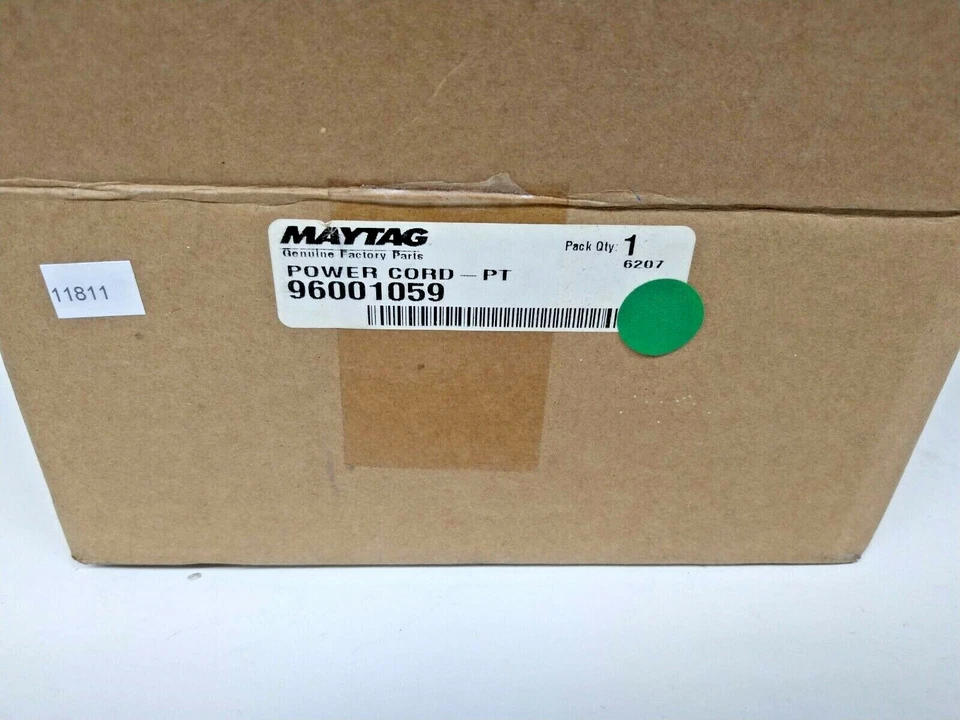 MAYTAG
Genuine Factory Parts
Pack Qty: 1
6207
POWER CORD - PT
96001059
11811